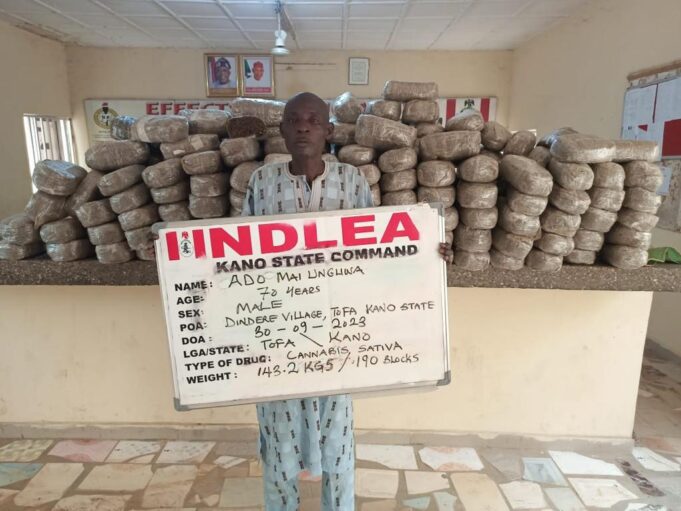 EFFECT
NDLEA
KANO STATE COMMAND
NAME: ADO MAI UNGUWA
AGE: 70 YEARS
SEX: MALE
POA: DINDERE VILLAGE, TOFA KANO STATE
DOA: 30-09-2023
LGA/STATE: TOFA \ KANO
TYPE OF DRUG: CANNABIS SATIVA
WEIGHT: 143.2 KGS / 190 BLOCKS